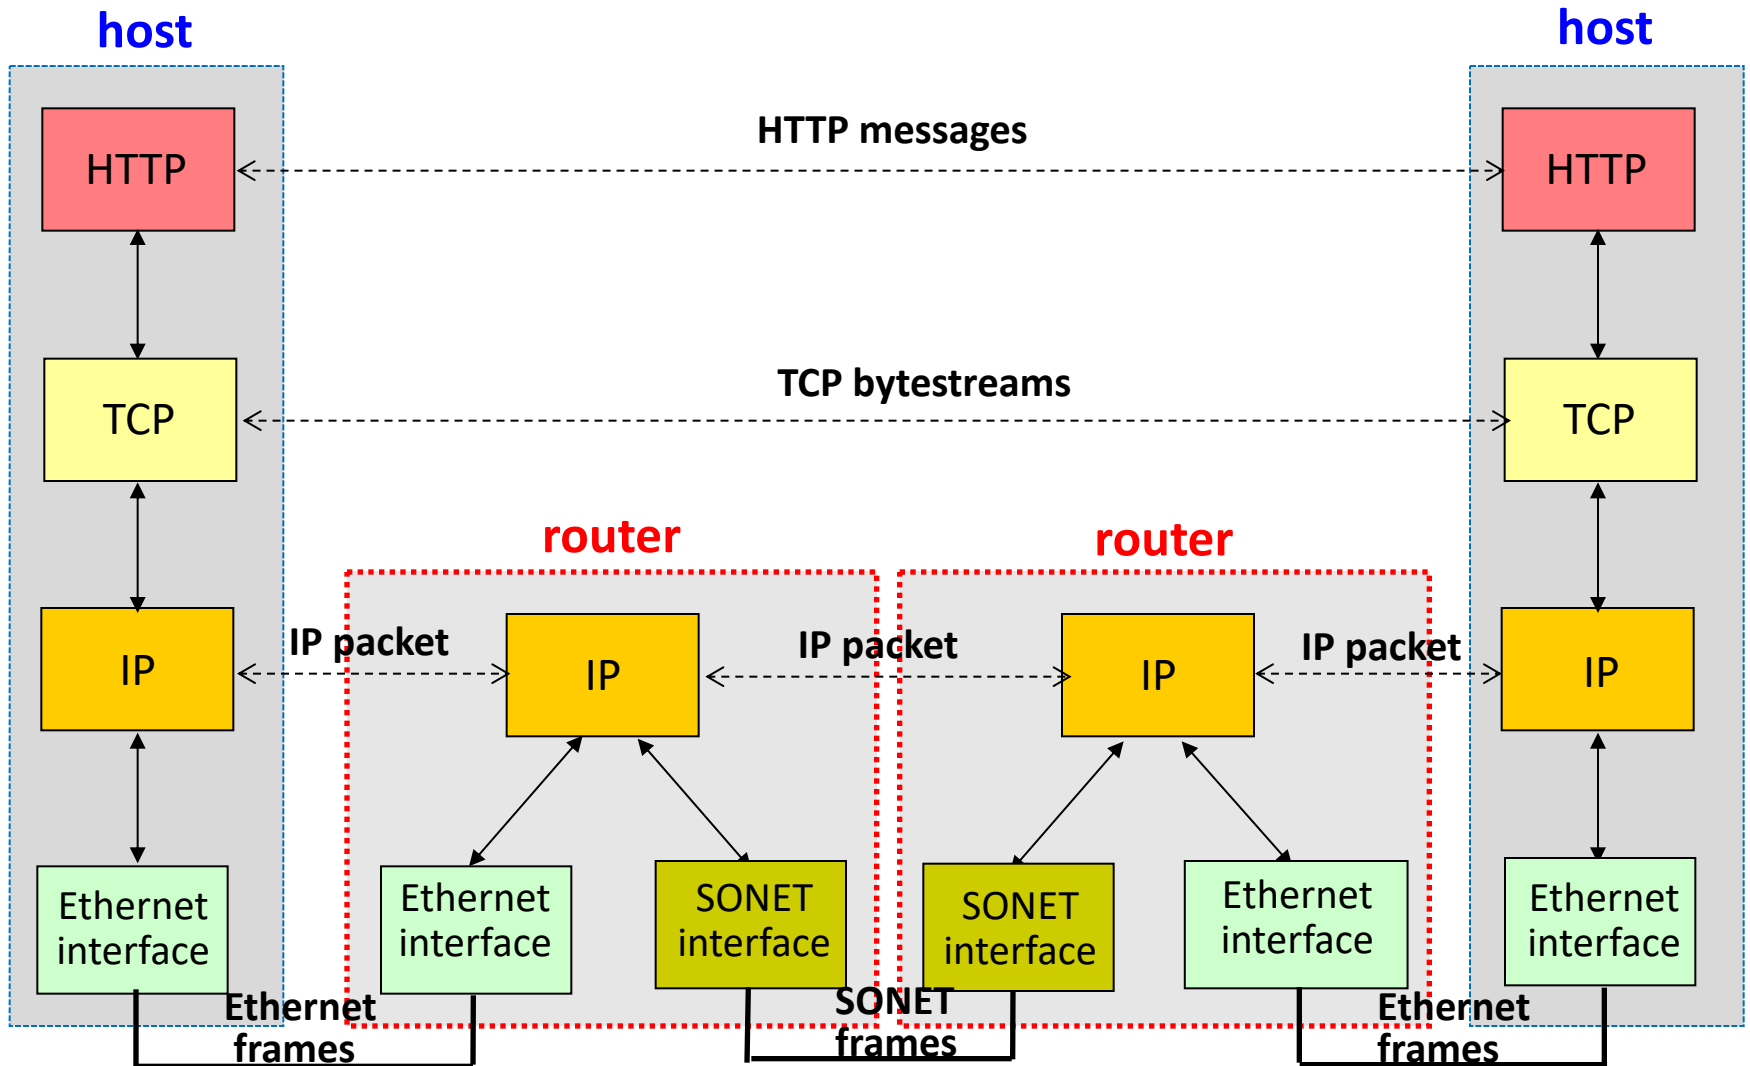 host
host
HTTP
HTTP messages
HTTP
TCP
TCP bytestreams
TCP
router
router
IP
IP packet
IP
IP packet
IP
IP packet
IP
Ethernet
interface
Ethernet
interface
SONET
interface
SONET
interface
Ethernet
interface
Ethernet
interface
Ethernet
frames
SONET
frames
Ethernet
frames